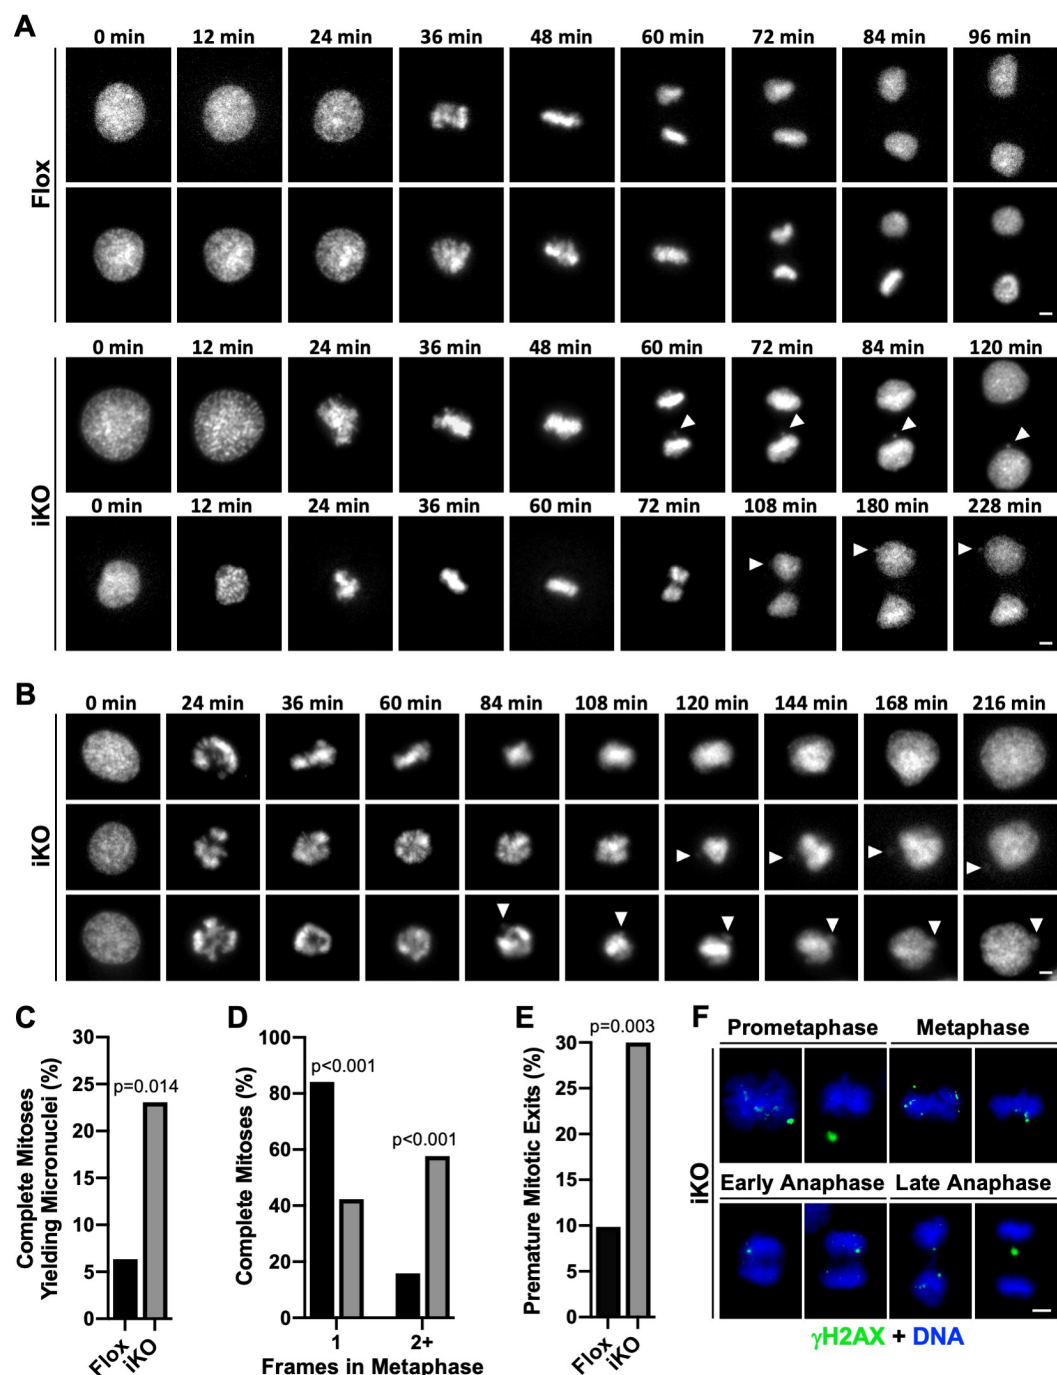 A
0 min 12 min 24 min 36 min 48 min 60 min 72 min 84 min 96 min
Flox
0 min 12 min 24 min 36 min 48 min 60 min 72 min 84 min 120 min
iKO
0 min 12 min 24 min 36 min 60 min 72 min 108 min 180 min 228 min
B
0 min 24 min 36 min 60 min 84 min 108 min 120 min 144 min 168 min 216 min
iKO
C
Complete Mitoses
Yielding Micronuclei (%)
30
25
20
15
10
5
0
p=0.014
Flox
iKO
D
Complete Mitoses (%)
100
80
60
40
20
0
p<0.001
p<0.001
1 2+
Frames in Metaphase
E
Premature Mitotic Exits (%)
30
25
20
15
10
5
0
p=0.003
Flox
iKO
F
Prometaphase Metaphase
iKO
Early Anaphase Late Anaphase
γH2AX + DNA